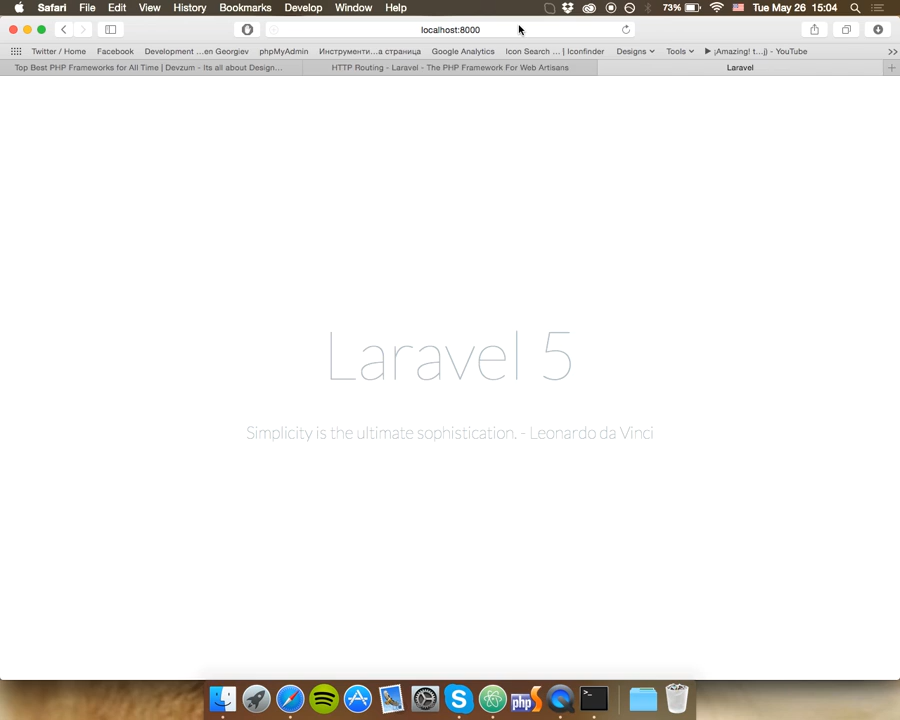 Safari File Edit View History Bookmarks Develop Window Help 73% Tue May 26 15:04
localhost:8000
Twitter / Home Facebook Development ...en Georgiev phpMyAdmin Инструменти...а страница Google Analytics Icon Search ... | Iconfinder Designs Tools ▶ ¡Amazing! t...j) - YouTube >>
Top Best PHP Frameworks for All Time | Devzum - Its all about Design... HTTP Routing - Laravel - The PHP Framework For Web Artisans Laravel +
Laravel 5
Simplicity is the ultimate sophistication. - Leonardo da Vinci
php